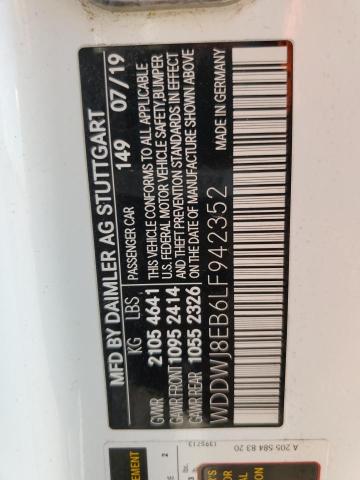 MFD BY DAIMLER AG STUTTGART
PASSENGER CAR 149 07/19
KG LBS THIS VEHICLE CONFORMS TO ALL APPLICABLE
U.S. FEDERAL MOTOR VEHICLE SAFETY, BUMPER
GVWR 2105 4641 AND THEFT PREVENTION STANDARDS IN EFFECT
GAWR FRONT 1095 2414 ON THE DATE OF MANUFACTURE SHOWN ABOVE
GAWR REAR 1055 2326 MADE IN GERMANY
WDDWJ8EB6LF942352
A 205 584 83 20
EMENT
2